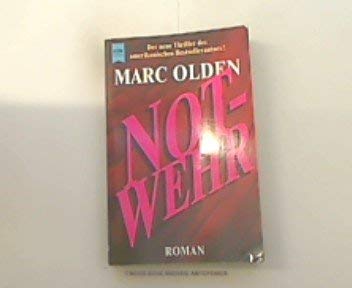 Der neue Thriller des
amerikanischen Bestsellerautors!
MARC OLDEN
NOT-
WEHR
ROMAN